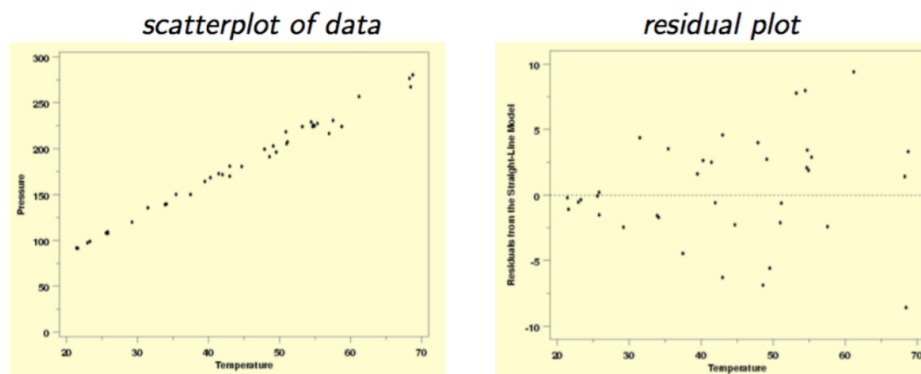 scatterplot of data
300
250
200
150
100
50
0
Pressure
20 30 40 50 60 70
Temperature
residual plot
10
5
0
-5
-10
Residuals from the Straight-Line Model
20 30 40 50 60 70
Temperature